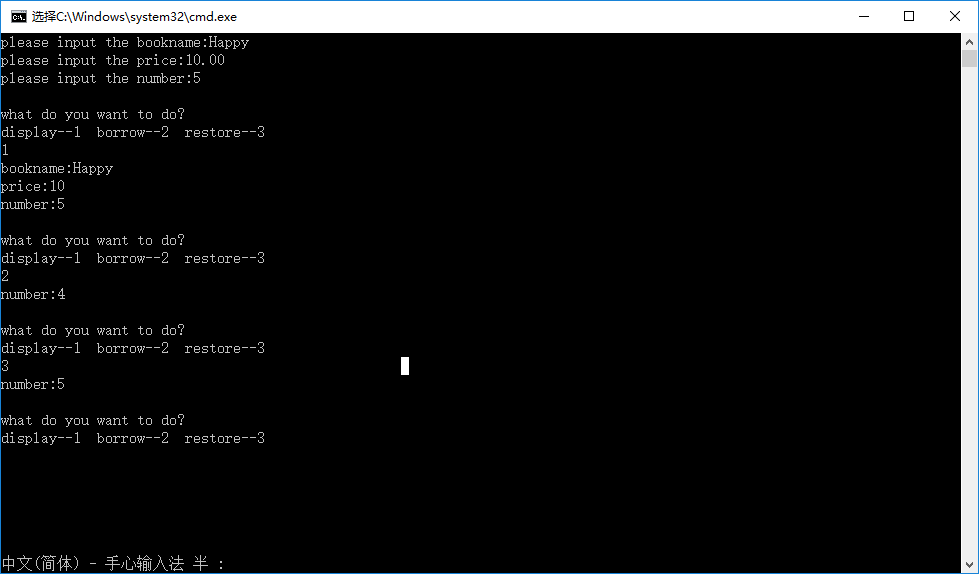 选择C:\Windows\system32\cmd.exe
please input the bookname:Happy
please input the price:10.00
please input the number:5
what do you want to do?
display--1  borrow--2  restore--3
1
bookname:Happy
price:10
number:5
what do you want to do?
display--1  borrow--2  restore--3
2
number:4
what do you want to do?
display--1  borrow--2  restore--3
3
number:5
what do you want to do?
display--1  borrow--2  restore--3
中文(简体) - 手心输入法 半 :